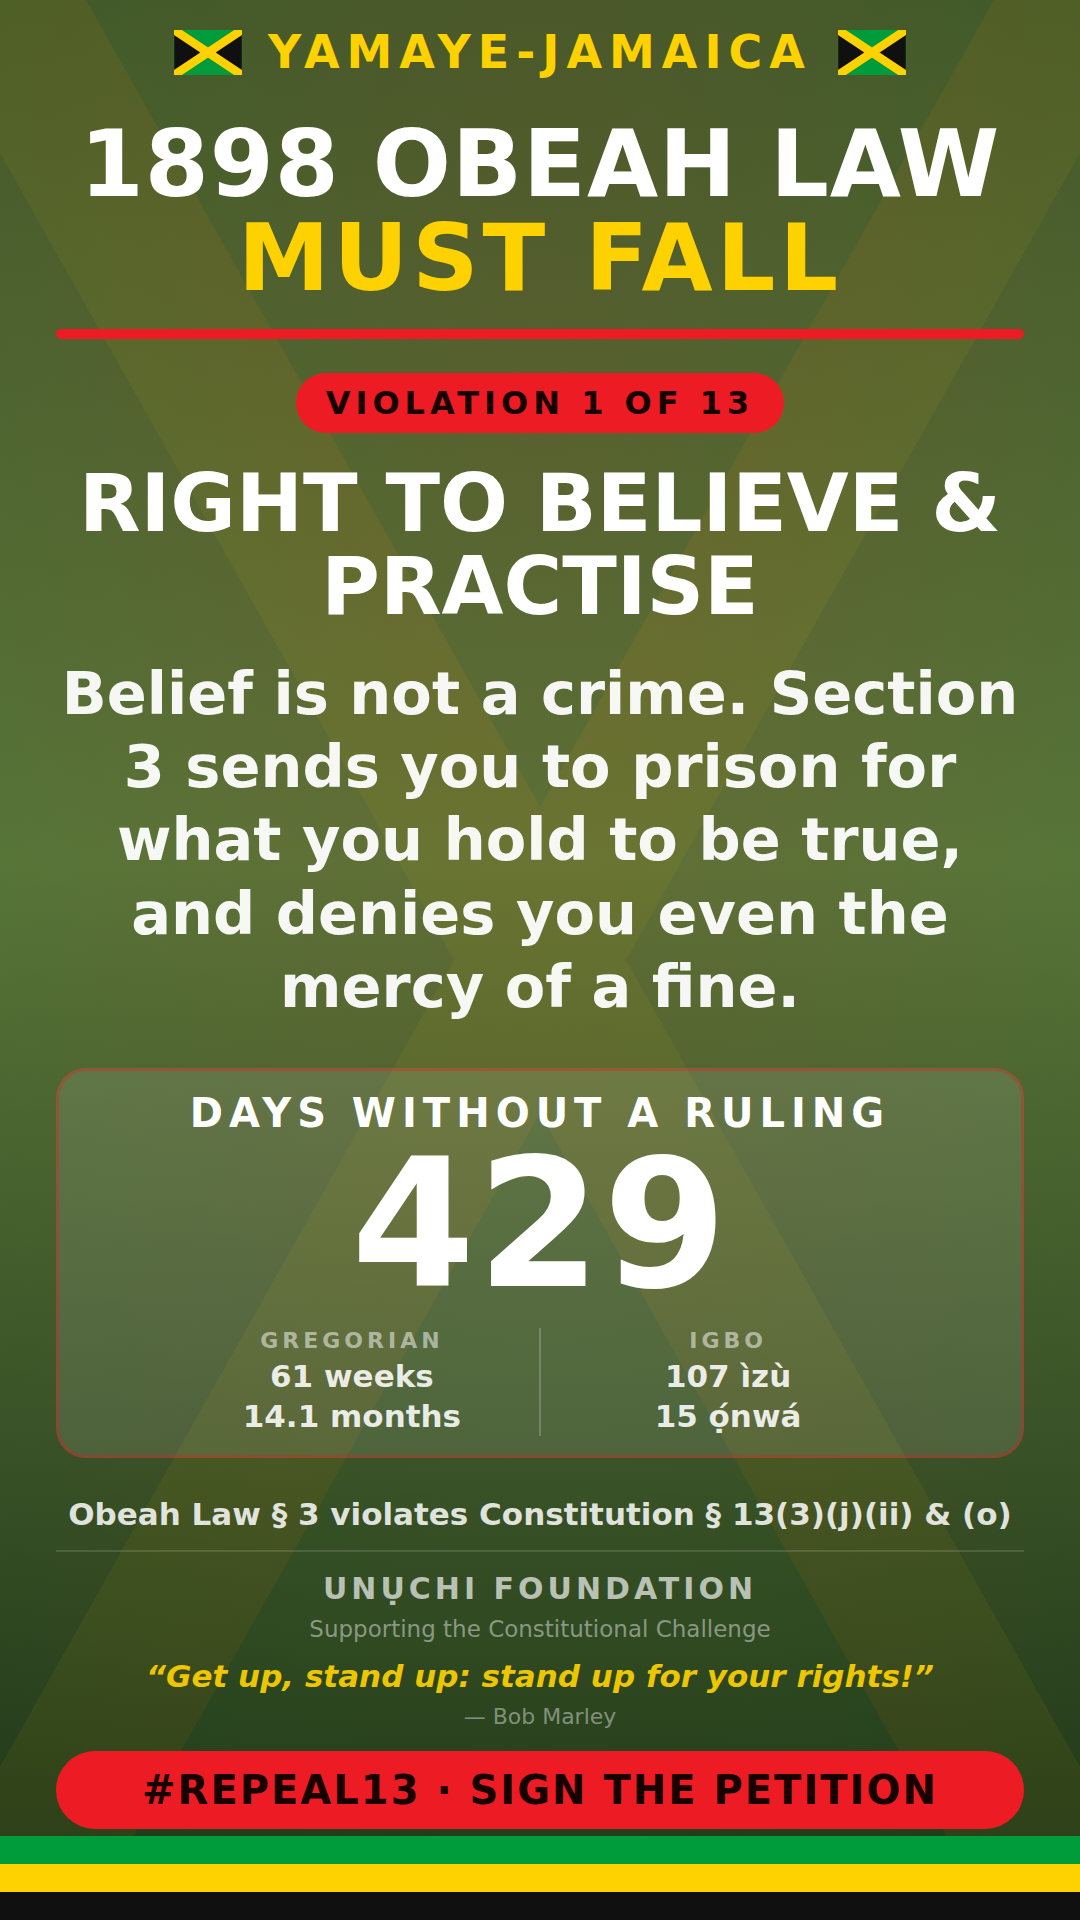 YAMAYE-JAMAICA
1898 OBEAH LAW
MUST FALL
VIOLATION 1 OF 13
RIGHT TO BELIEVE &
PRACTISE
Belief is not a crime. Section
3 sends you to prison for
what you hold to be true,
and denies you even the
mercy of a fine.
DAYS WITHOUT A RULING
429
GREGORIAN
61 weeks
14.1 months
IGBO
107 ìzù
15 ọ́nwá
Obeah Law § 3 violates Constitution § 13(3)(j)(ii) & (o)
UNỤCHI FOUNDATION
Supporting the Constitutional Challenge
“Get up, stand up: stand up for your rights!”
— Bob Marley
#REPEAL13 · SIGN THE PETITION